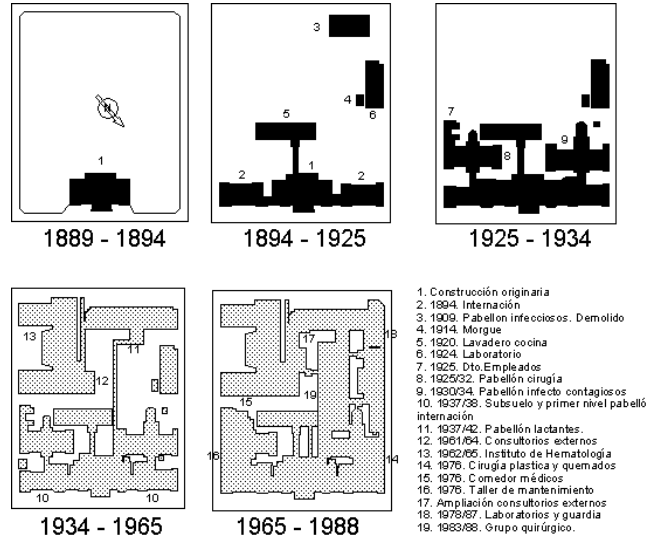 3
N
5
4
6
7
9
1
2
1
2
8
1889 - 1894
1894 - 1925
1925 - 1934
13
11
12
10
10
17
18
15
19
16
14
1934 - 1965
1965 - 1988
1. Construcción originaria
2. 1894. Internación
3. 1909. Pabellon infecciosos. Demolido
4. 1914. Morgue
5. 1920. Lavadero cocina
6. 1924. Laboratorio
7. 1925. Dto.Empleados
8. 1925/32. Pabellón cirugía
9. 1930/34. Pabellón infecto contagiosos
10. 1937/38. Subsuelo y primer nivel pabelló
internación
11. 1937/42. Pabellón lactantes.
12. 1961/64. Consultorios externos
13. 1962/65. Instituto de Hematología
14. 1976. Cirugía plastica y quemados
15. 1976. Comedor médicos
16. 1976. Taller de mantenimiento
17. Ampliación consultorios externos
18. 1978/87. Laboratorios y guardia
19. 1983/88. Grupo quirúrgico.